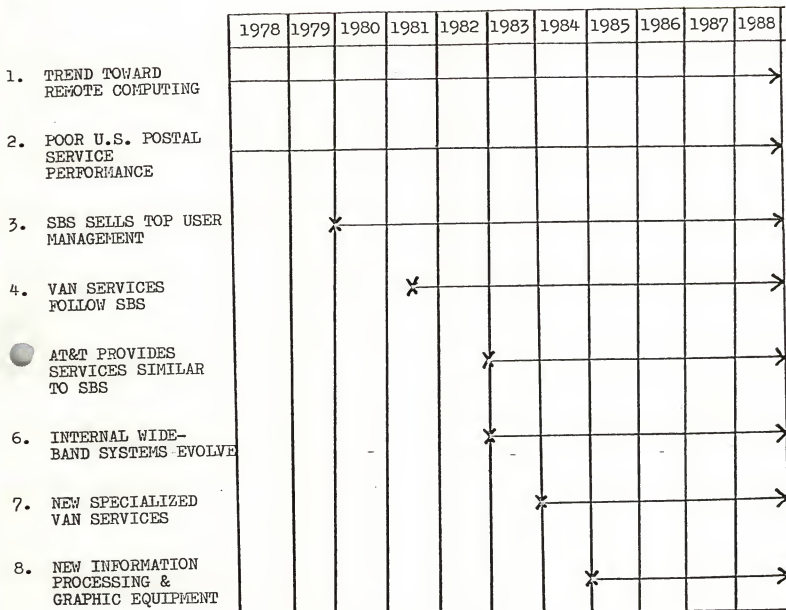 1978 1979 1980 1981 1982 1983 1984 1985 1986 1987 1988
1. TREND TOWARD
REMOTE COMPUTING
2. POOR U.S. POSTAL
SERVICE
PERFORMANCE
3. SBS SELLS TOP USER
MANAGEMENT
4. VAN SERVICES
FOLLOW SBS
AT&T PROVIDES
SERVICES SIMILAR
TO SBS
6. INTERNAL WIDE-
BAND SYSTEMS EVOLVE
7. NEW SPECIALIZED
VAN SERVICES
8. NEW INFORMATION
PROCESSING &
GRAPHIC EQUIPMENT